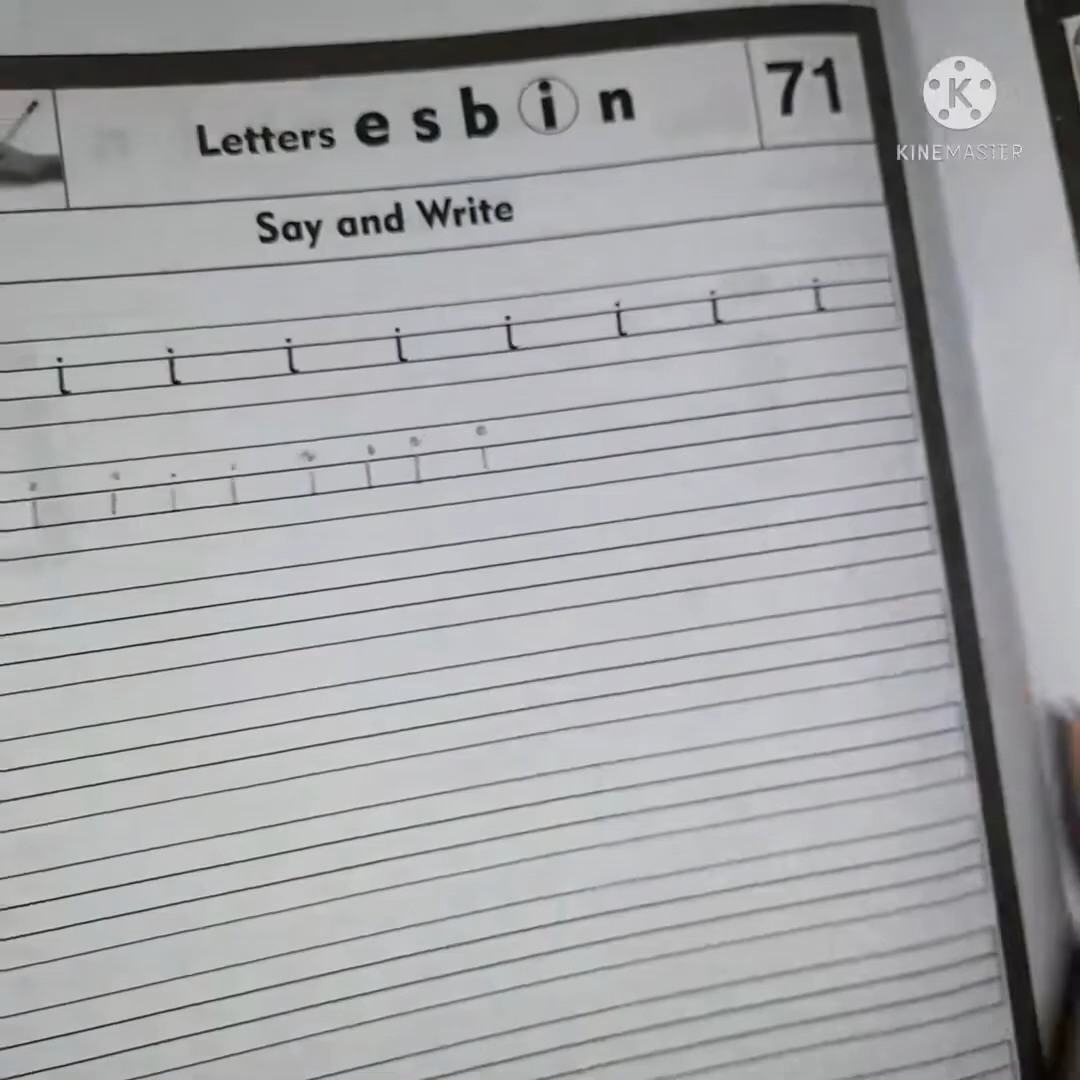 Letters e s b i n
71
K
KINEMASTER
Say and Write
i i i i i i i i
i i i i i i i i